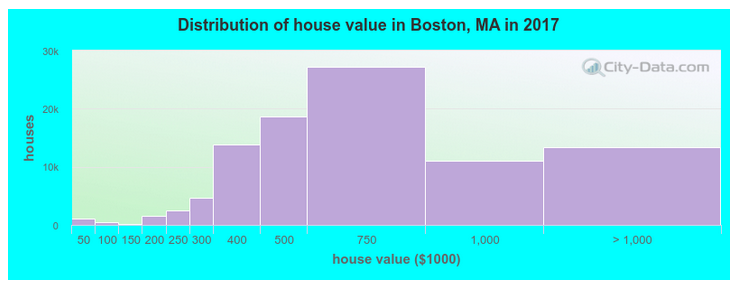 Distribution of house value in Boston, MA in 2017
City-Data.com
30k
20k
10k
0
houses
50 100 150 200 250 300 400 500 750 1,000 > 1,000
house value ($1000)